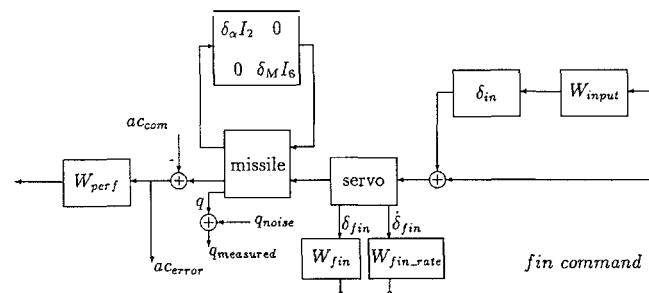 δ_α I_2 0
0 δ_M I_6
δ_in
W_input
ac_com
-
missile
servo
W_perf
+
+
q
+
q_noise
δ_fin
δ̇_fin
ac_error
q_measured
W_fin
W_fin_rate
fin command